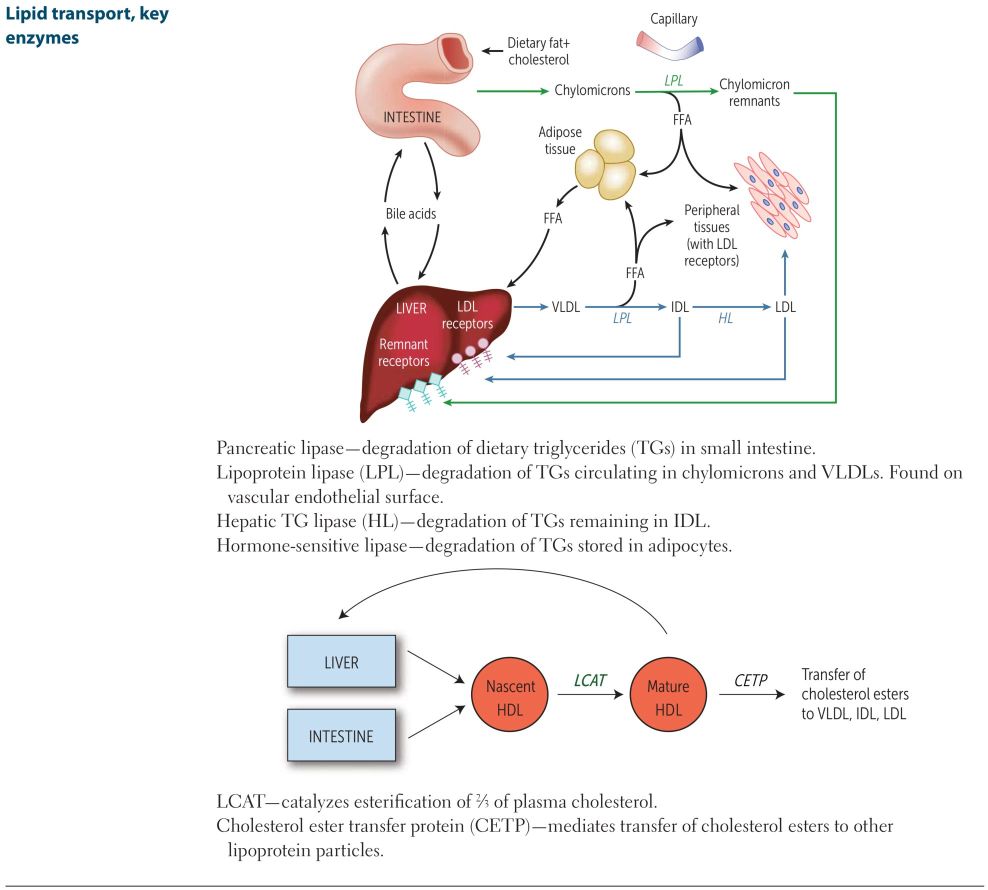 Lipid transport, key
enzymes
Capillary
Dietary fat+
cholesterol
LPL
Chylomicrons
Chylomicron
remnants
INTESTINE
FFA
Adipose
tissue
Bile acids
FFA
Peripheral
tissues
(with LDL
receptors)
FFA
LIVER
LDL
receptors
VLDL
LPL
IDL
HL
LDL
Remnant
receptors
Pancreatic lipase—degradation of dietary triglycerides (TGs) in small intestine.
Lipoprotein lipase (LPL)—degradation of TGs circulating in chylomicrons and VLDLs. Found on
vascular endothelial surface.
Hepatic TG lipase (HL)—degradation of TGs remaining in IDL.
Hormone-sensitive lipase—degradation of TGs stored in adipocytes.
LIVER
INTESTINE
Nascent
HDL
LCAT
Mature
HDL
CETP
Transfer of
cholesterol esters
to VLDL, IDL, LDL
LCAT—catalyzes esterification of ⅔ of plasma cholesterol.
Cholesterol ester transfer protein (CETP)—mediates transfer of cholesterol esters to other
lipoprotein particles.